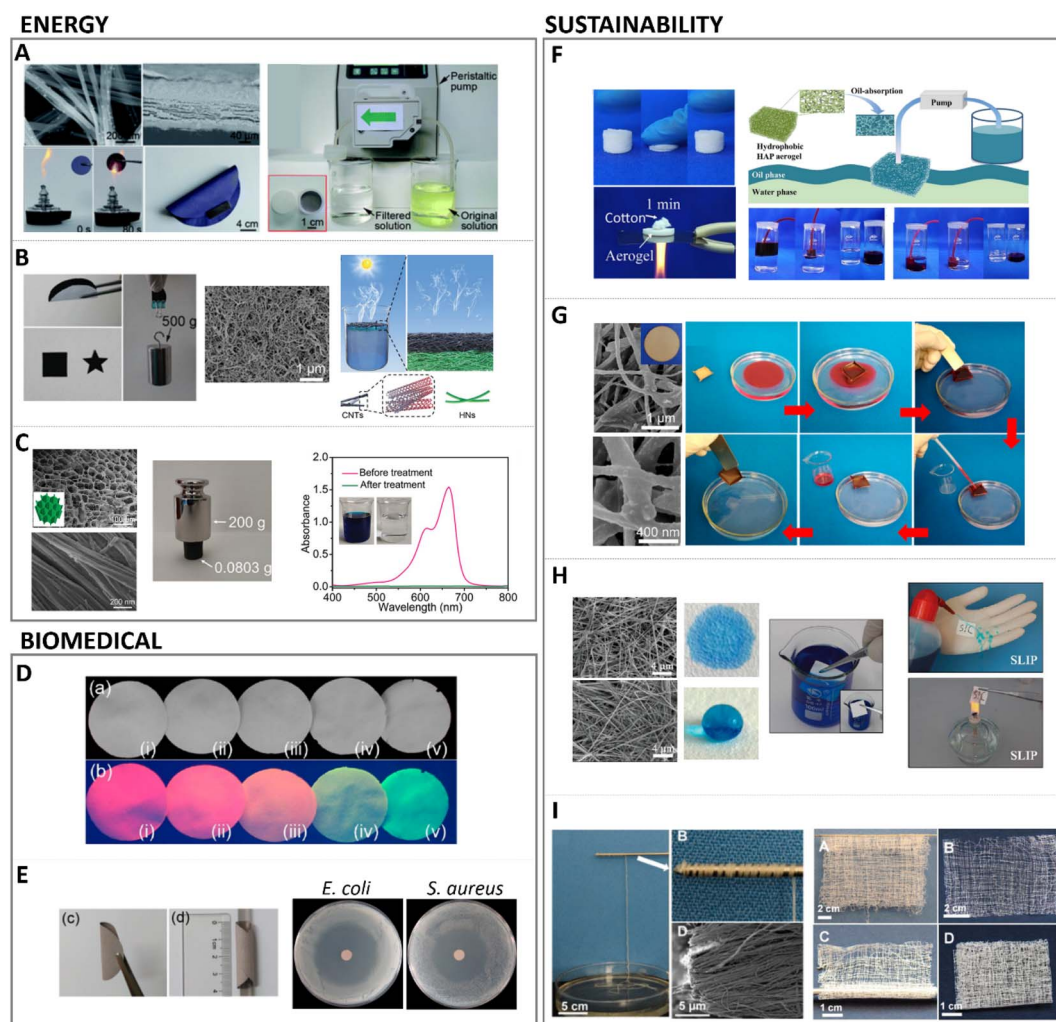 ENERGY
A
200 μm
40 μm
0 s
80 s
4 cm
Peristaltic
pump
1 cm
Filtered
solution
Original
solution
B
500 g
1 μm
CNTs
HNs
C
200 nm
200 g
0.0803 g
2.0
1.5
1.0
0.5
0.0
Absorbance
Before treatment
After treatment
400
500
600
700
800
Wavelength (nm)
BIOMEDICAL
D
(a)
(i)
(ii)
(iii)
(iv)
(v)
(b)
(i)
(ii)
(iii)
(iv)
(v)
E
(c)
(d)
E. coli
S. aureus
SUSTAINABILITY
F
1 min
Cotton
Aerogel
Hydrophobic
HAP aerogel
Oil-absorption
Pump
Oil phase
Water phase
G
1 μm
400 nm
H
4 μm
4 μm
SIC
SLIP
SLIP
I
5 cm
B
D
5 μm
A
2 cm
B
2 cm
C
1 cm
D
1 cm